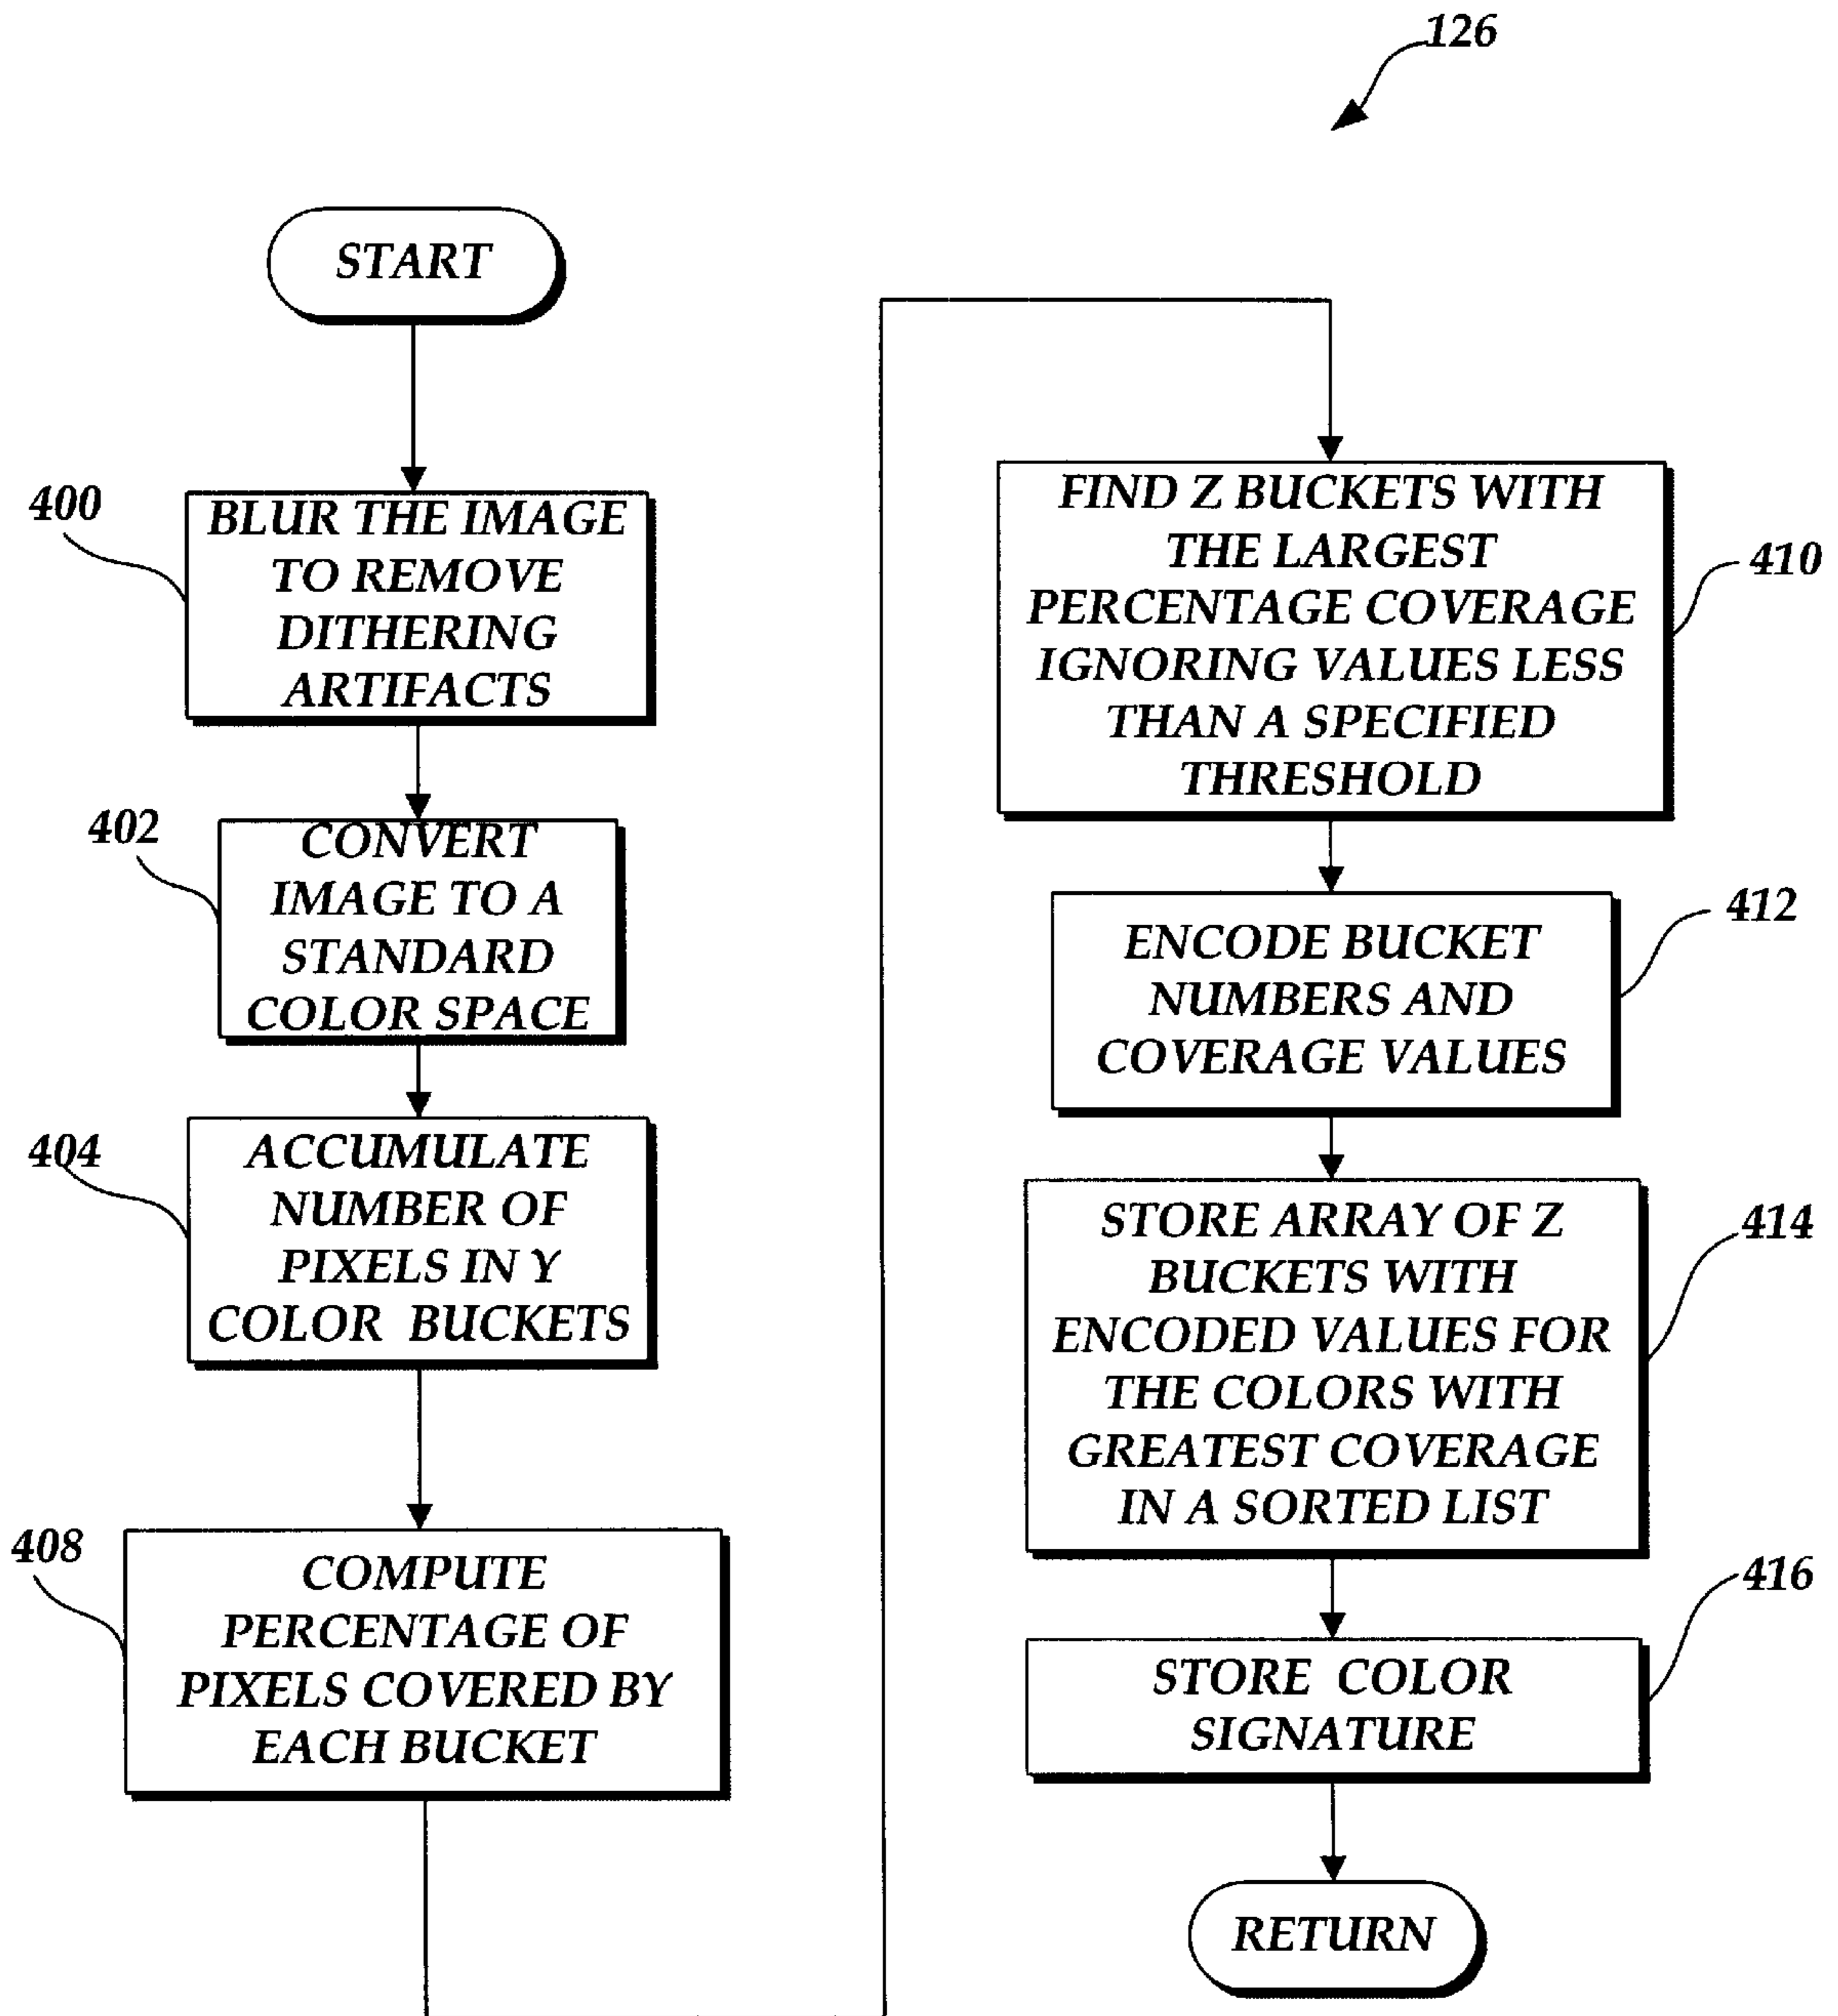 126
START
400
BLUR THE IMAGE
TO REMOVE
DITHERING
ARTIFACTS
402
CONVERT
IMAGE TO A
STANDARD
COLOR SPACE
404
ACCUMULATE
NUMBER OF
PIXELS IN Y
COLOR BUCKETS
408
COMPUTE
PERCENTAGE OF
PIXELS COVERED BY
EACH BUCKET
FIND Z BUCKETS WITH
THE LARGEST
PERCENTAGE COVERAGE
IGNORING VALUES LESS
THAN A SPECIFIED
THRESHOLD
410
ENCODE BUCKET
NUMBERS AND
COVERAGE VALUES
412
STORE ARRAY OF Z
BUCKETS WITH
ENCODED VALUES FOR
THE COLORS WITH
GREATEST COVERAGE
IN A SORTED LIST
414
STORE COLOR
SIGNATURE
416
RETURN